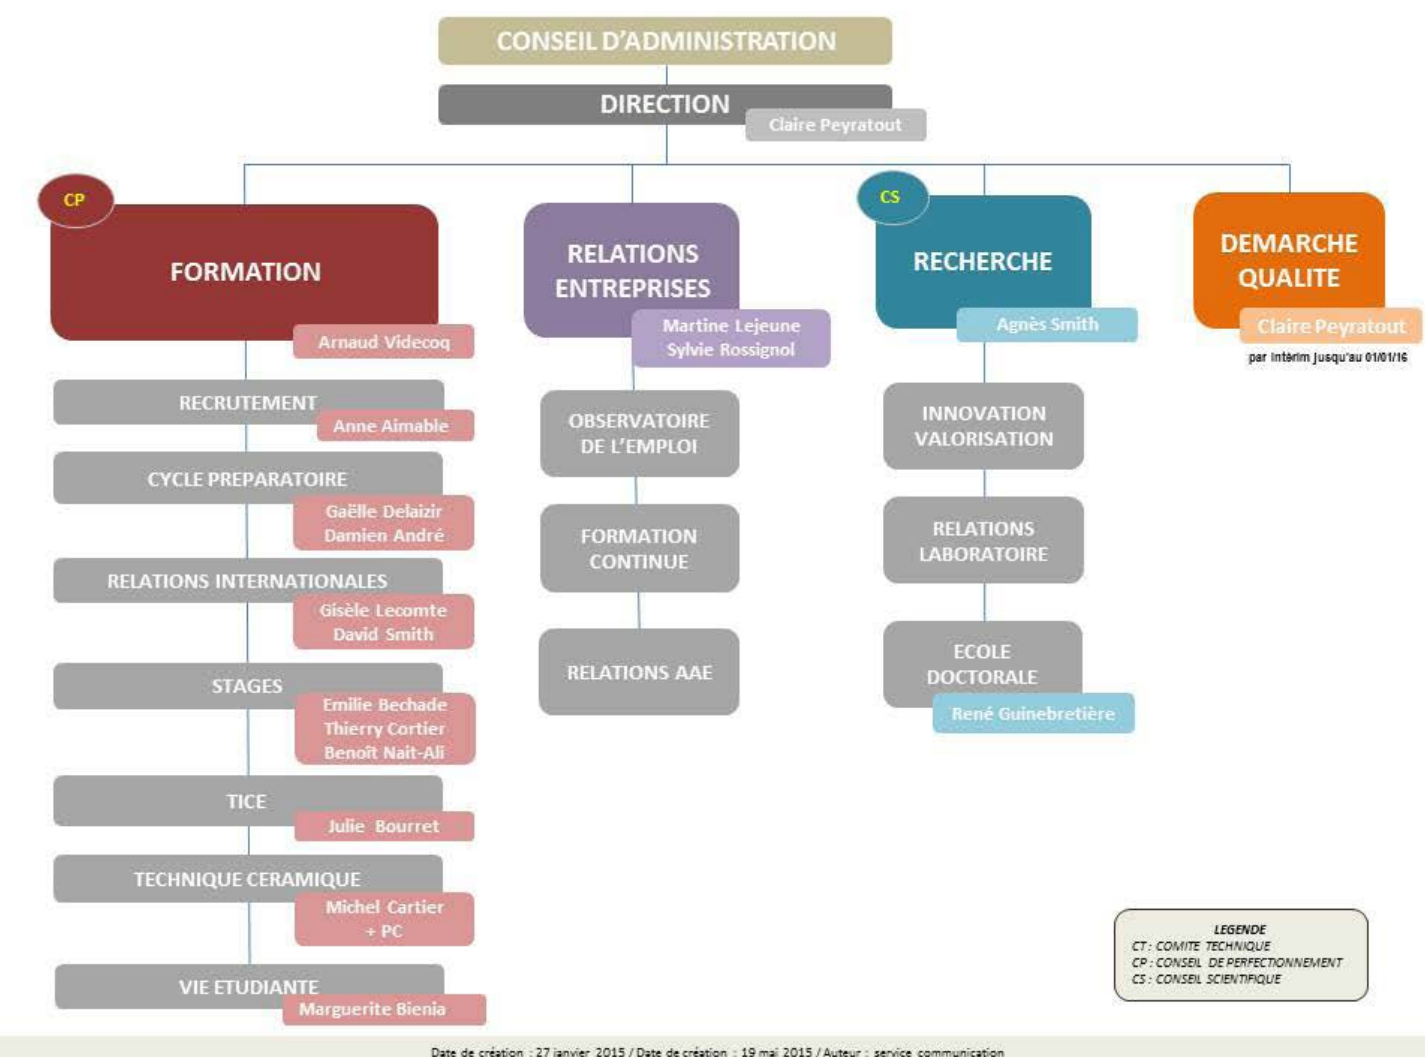 CONSEIL D'ADMINISTRATION
DIRECTION
Claire Peyratout
CP
FORMATION
Arnaud Videcoq
RECRUTEMENT
Anne Aimable
CYCLE PREPARATOIRE
Gaëlle Delaizir
Damien André
RELATIONS INTERNATIONALES
Gisèle Lecomte
David Smith
STAGES
Emilie Bechade
Thierry Cortier
Benoît Nait-Ali
TICE
Julie Bourret
TECHNIQUE CERAMIQUE
Michel Cartier
+ PC
VIE ETUDIANTE
Marguerite Bienia
RELATIONS
ENTREPRISES
Martine Lejeune
Sylvie Rossignol
OBSERVATOIRE
DE L'EMPLOI
FORMATION
CONTINUE
RELATIONS AAE
CS
RECHERCHE
Agnès Smith
INNOVATION
VALORISATION
RELATIONS
LABORATOIRE
ECOLE
DOCTORALE
René Guinebretière
DEMARCHE
QUALITE
Claire Peyratout
par intérim jusqu'au 01/01/16
LEGENDE
CT : COMITE TECHNIQUE
CP : CONSEIL DE PERFECTIONNEMENT
CS : CONSEIL SCIENTIFIQUE
Date de création : 27 janvier 2015 / Date de création : 19 mai 2015 / Auteur : service communication